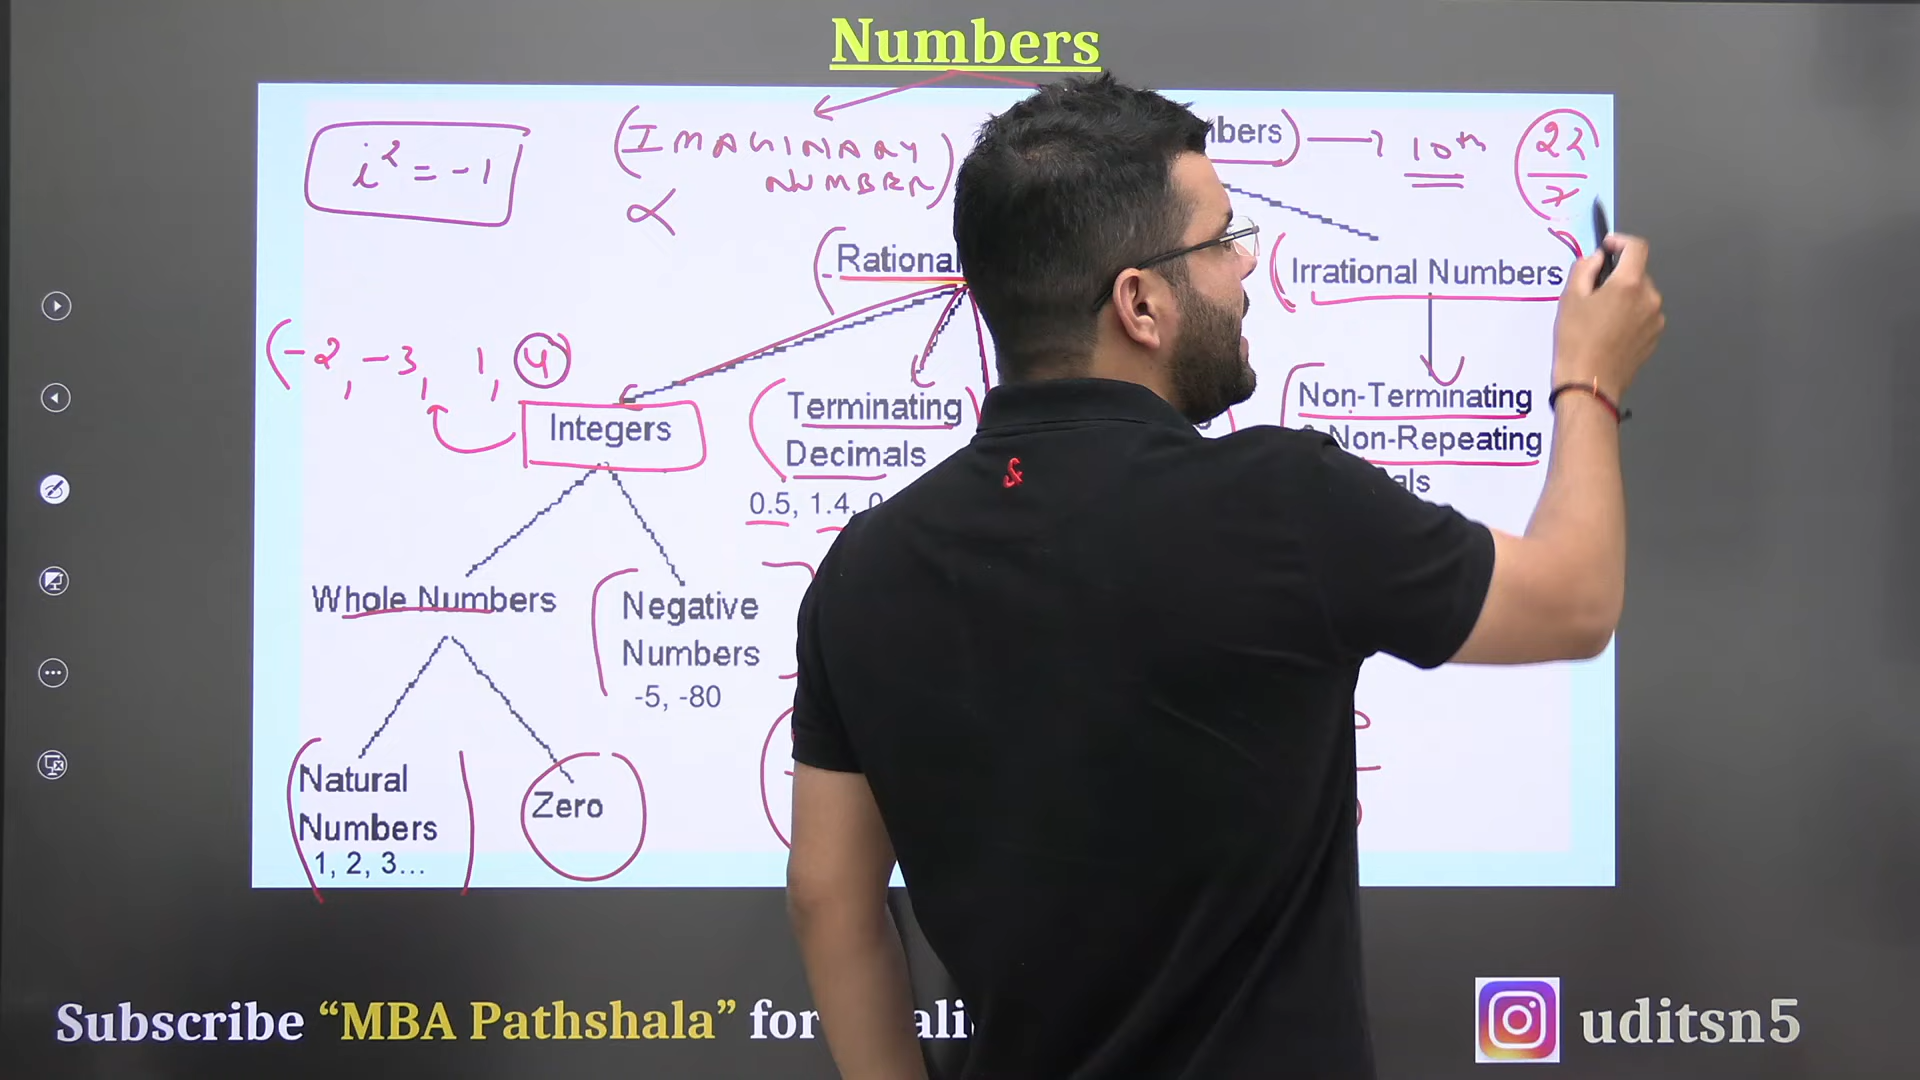 Numbers
i² = -1
(IMAGINARY
NUMBER)
α
bers)
10th
22
7
Rational
(Irrational Numbers
(-2, -3, 1, 4
Integers
(Terminating
Decimals
0.5, 1.4,
Non-Terminating
& Non-Repeating
als
Whole Numbers
Negative
Numbers
-5, -80
Natural
Numbers
1, 2, 3...
Zero
Subscribe “MBA Pathshala” for
uditsn5